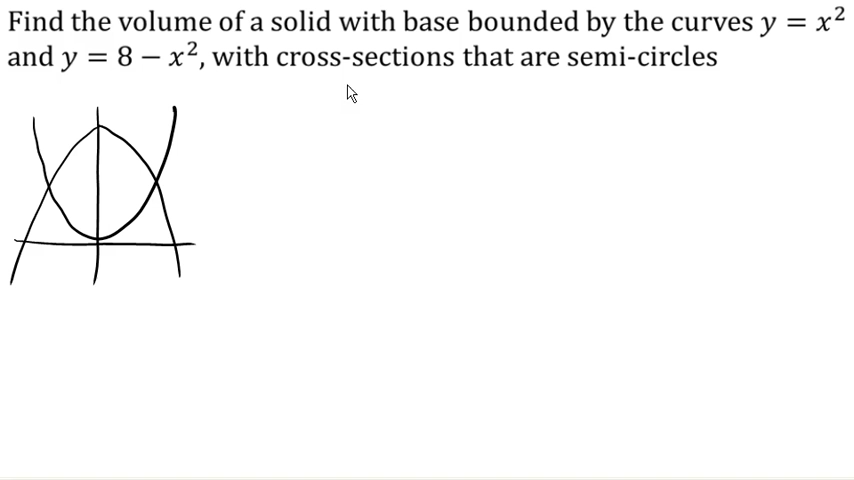 Find the volume of a solid with base bounded by the curves y = x²
and y = 8 − x², with cross-sections that are semi-circles